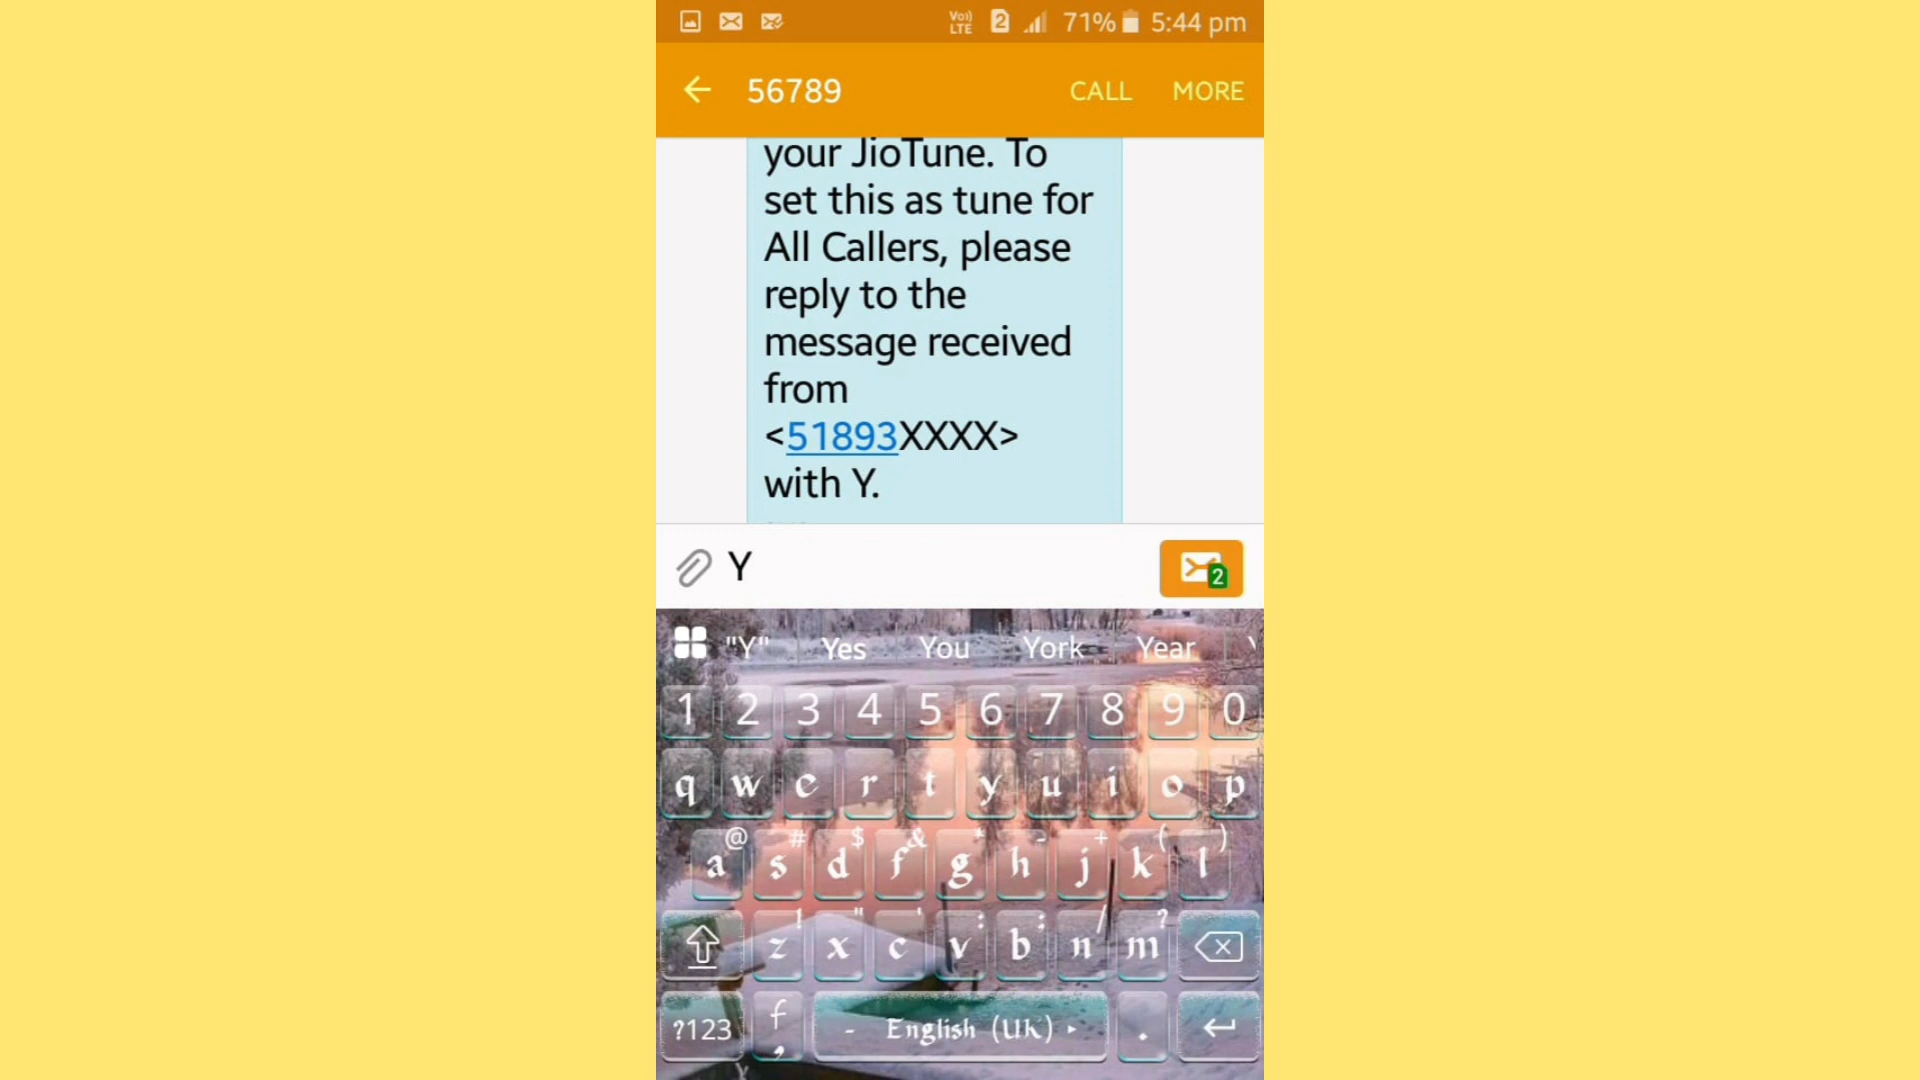 Vo)) LTE 2 71% 5:44 pm
56789 CALL MORE
your JioTune. To
set this as tune for
All Callers, please
reply to the
message received
from
<51893XXXX>
with Y.
Y 2
"Y" Yes You York Year
1 2 3 4 5 6 7 8 9 0
q w e r t y u i o p
@ # $ & * - + ( )
a s d f g h j k l
! " ' : ; / ?
z x c v b n m
?123 f , - English (UK) .